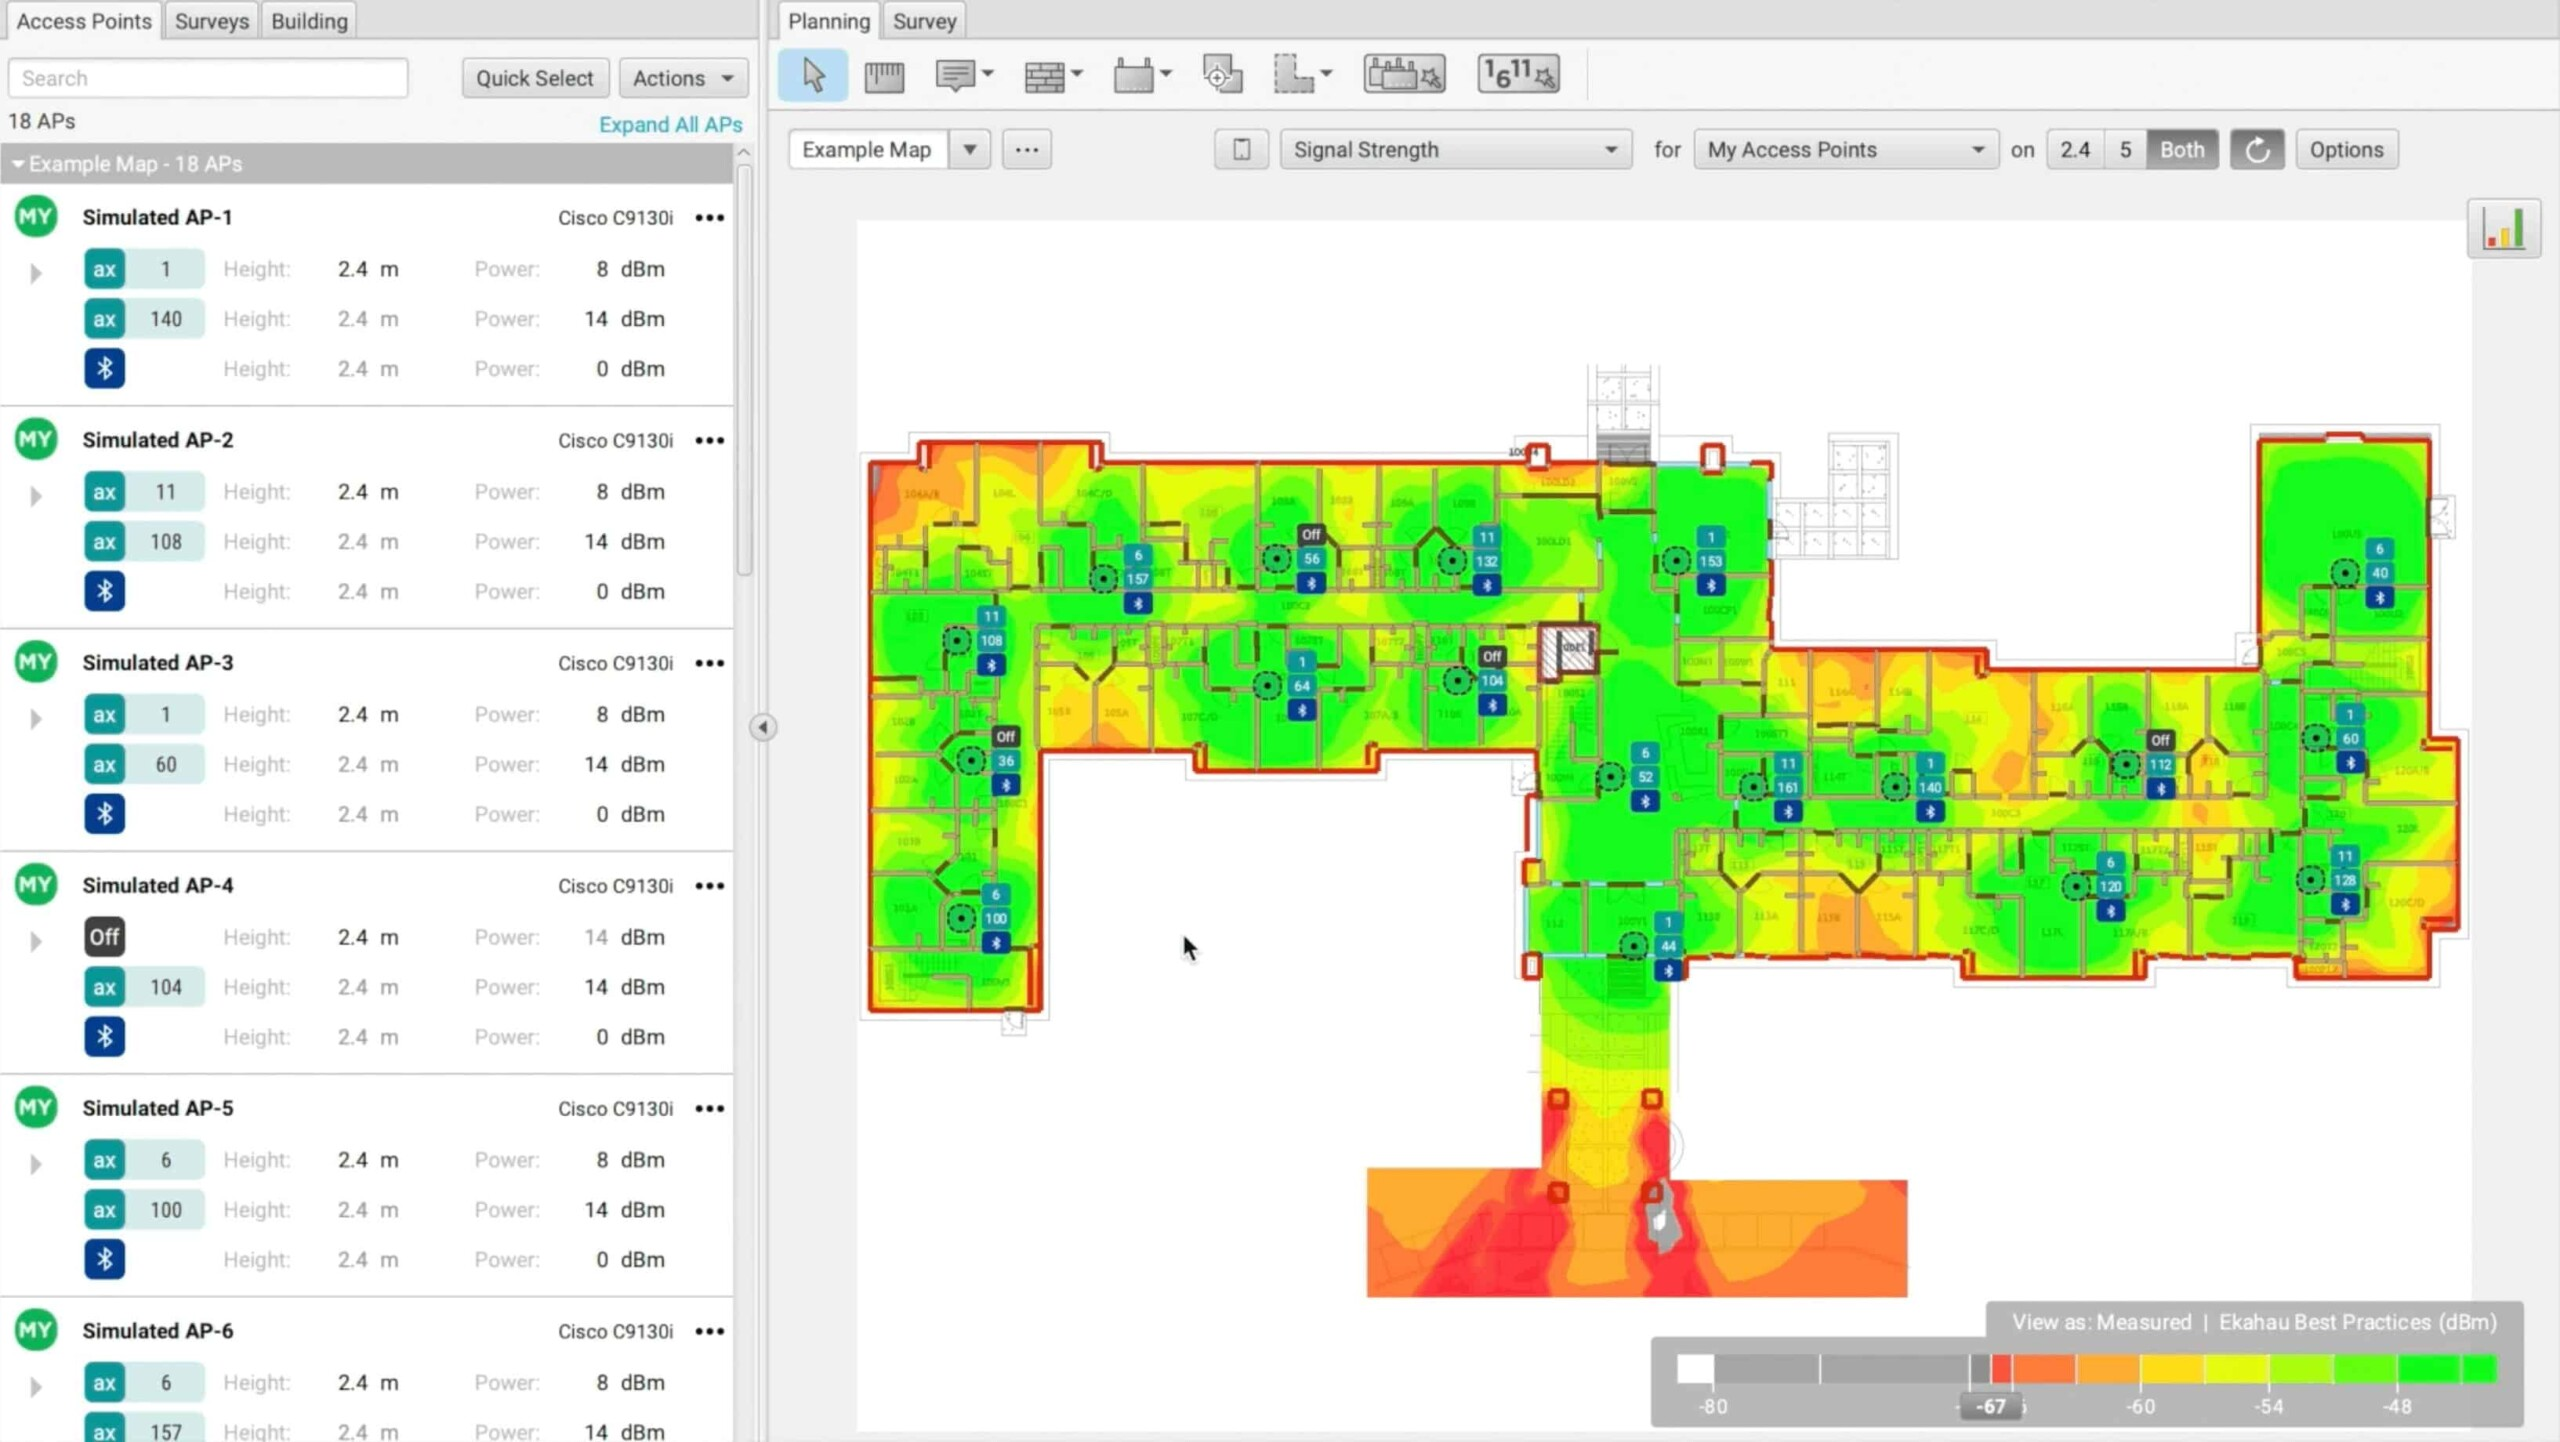 Access Points Surveys Building
Search Quick Select Actions
18 APs Expand All APs
Example Map - 18 APs
MY Simulated AP-1 Cisco C9130i
ax 1 Height: 2.4 m Power: 8 dBm
ax 140 Height: 2.4 m Power: 14 dBm
Height: 2.4 m Power: 0 dBm
MY Simulated AP-2 Cisco C9130i
ax 11 Height: 2.4 m Power: 8 dBm
ax 108 Height: 2.4 m Power: 14 dBm
Height: 2.4 m Power: 0 dBm
MY Simulated AP-3 Cisco C9130i
ax 1 Height: 2.4 m Power: 8 dBm
ax 60 Height: 2.4 m Power: 14 dBm
Height: 2.4 m Power: 0 dBm
MY Simulated AP-4 Cisco C9130i
Off Height: 2.4 m Power: 14 dBm
ax 104 Height: 2.4 m Power: 14 dBm
Height: 2.4 m Power: 0 dBm
MY Simulated AP-5 Cisco C9130i
ax 6 Height: 2.4 m Power: 8 dBm
ax 100 Height: 2.4 m Power: 14 dBm
Height: 2.4 m Power: 0 dBm
MY Simulated AP-6 Cisco C9130i
ax 6 Height: 2.4 m Power: 8 dBm
ax 157 Height: 2.4 m Power: 14 dBm
Planning Survey
1 6 11
Example Map ... Signal Strength for My Access Points on 2.4 5 Both Options
6
157
Off
56
11
132
1
153
6
40
11
108
1
64
Off
104
Off
36
6
52
11
161
1
140
Off
112
1
60
6
100
1
44
6
120
11
128
View as: Measured | Ekahau Best Practices (dBm)
-80 -67 -60 -54 -48